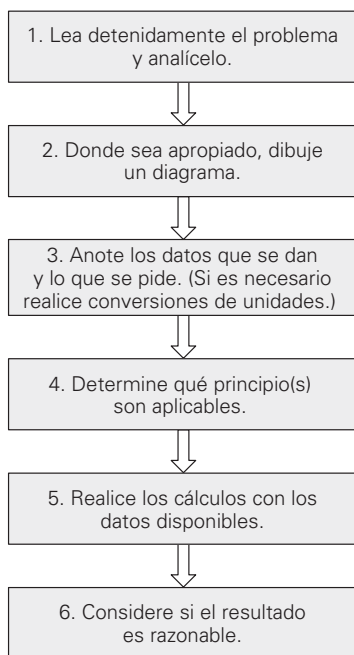 1. Lea detenidamente el problema
y analícelo.
2. Donde sea apropiado, dibuje
un diagrama.
3. Anote los datos que se dan
y lo que se pide. (Si es necesario
realice conversiones de unidades.)
4. Determine qué principio(s)
son aplicables.
5. Realice los cálculos con los
datos disponibles.
6. Considere si el resultado
es razonable.